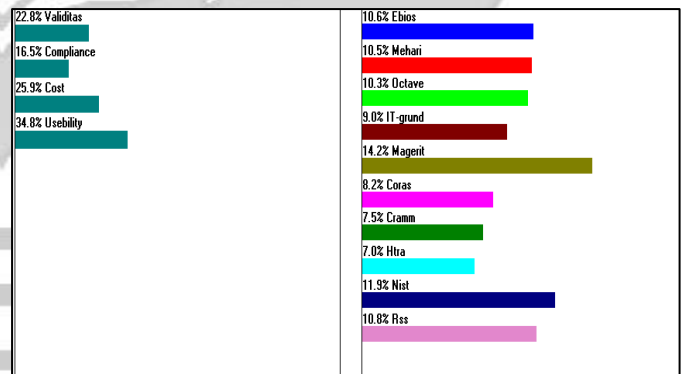 22.8% Validitas
16.5% Compliance
25.9% Cost
34.8% Usebility
10.6% Ebios
10.5% Mehari
10.3% Octave
9.0% IT-grund
14.2% Magerit
8.2% Coras
7.5% Cramm
7.0% Htra
11.9% Nist
10.8% Rss